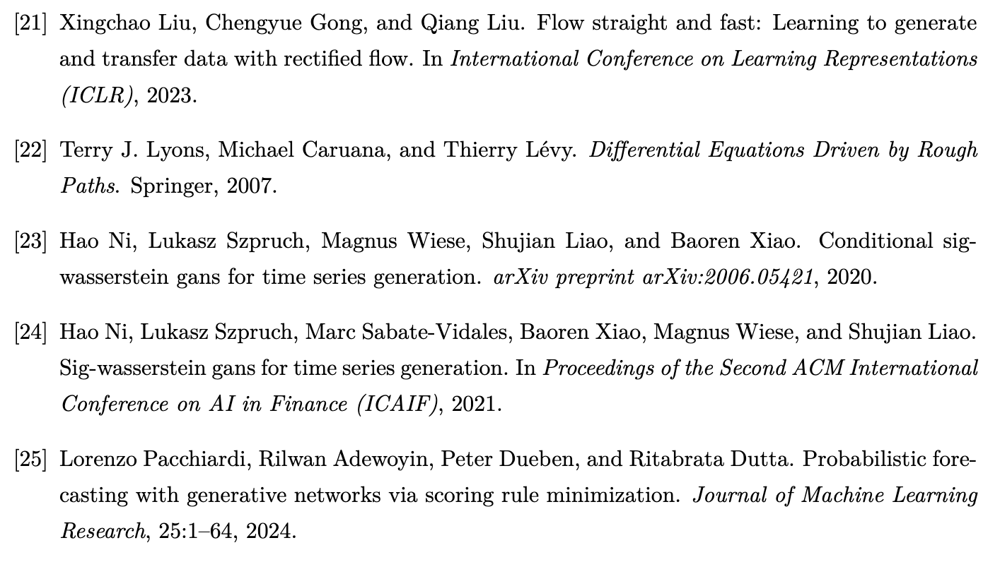 [21] Xingchao Liu, Chengyue Gong, and Qiang Liu. Flow straight and fast: Learning to generate
and transfer data with rectified flow. In International Conference on Learning Representations
(ICLR), 2023.
[22] Terry J. Lyons, Michael Caruana, and Thierry Lévy. Differential Equations Driven by Rough
Paths. Springer, 2007.
[23] Hao Ni, Lukasz Szpruch, Magnus Wiese, Shujian Liao, and Baoren Xiao. Conditional sig-
wasserstein gans for time series generation. arXiv preprint arXiv:2006.05421, 2020.
[24] Hao Ni, Lukasz Szpruch, Marc Sabate-Vidales, Baoren Xiao, Magnus Wiese, and Shujian Liao.
Sig-wasserstein gans for time series generation. In Proceedings of the Second ACM International
Conference on AI in Finance (ICAIF), 2021.
[25] Lorenzo Pacchiardi, Rilwan Adewoyin, Peter Dueben, and Ritabrata Dutta. Probabilistic fore-
casting with generative networks via scoring rule minimization. Journal of Machine Learning
Research, 25:1–64, 2024.